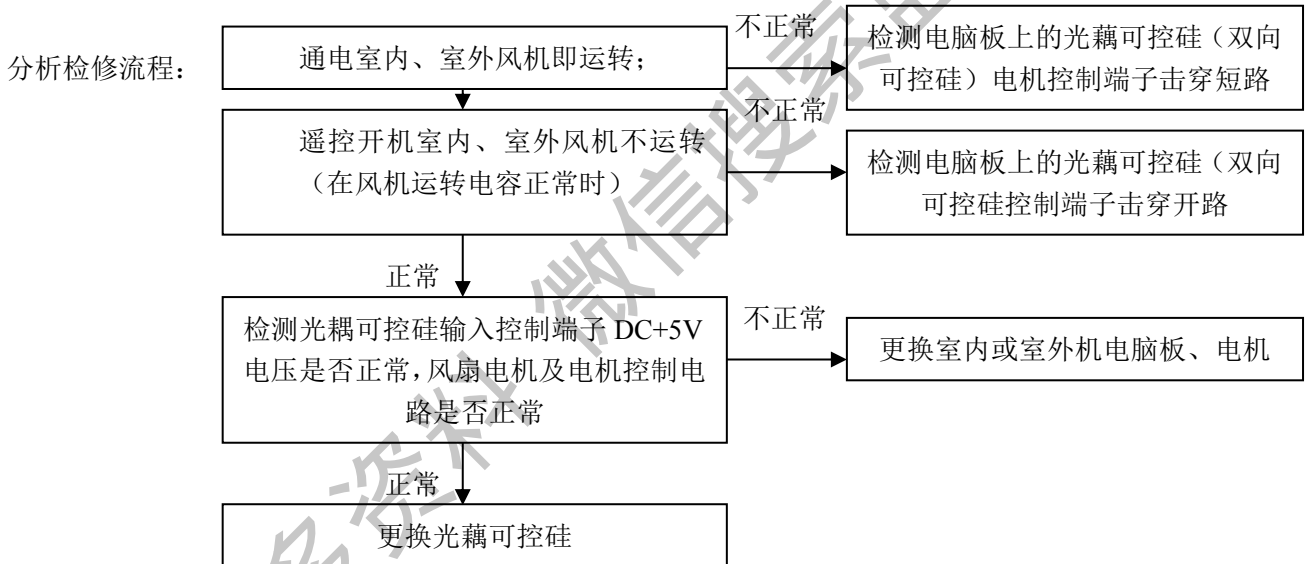 分析检修流程：
通电室内、室外风机即运转；
不正常
检测电脑板上的光藕可控硅（双向
可控硅）电机控制端子击穿短路
遥控开机室内、室外风机不运转
（在风机运转电容正常时）
不正常
检测电脑板上的光藕可控硅（双向
可控硅控制端子击穿开路
正常
检测光耦可控硅输入控制端子 DC+5V
电压是否正常，风扇电机及电机控制电
路是否正常
不正常
更换室内或室外机电脑板、电机
正常
更换光藕可控硅
多资料 微信搜索